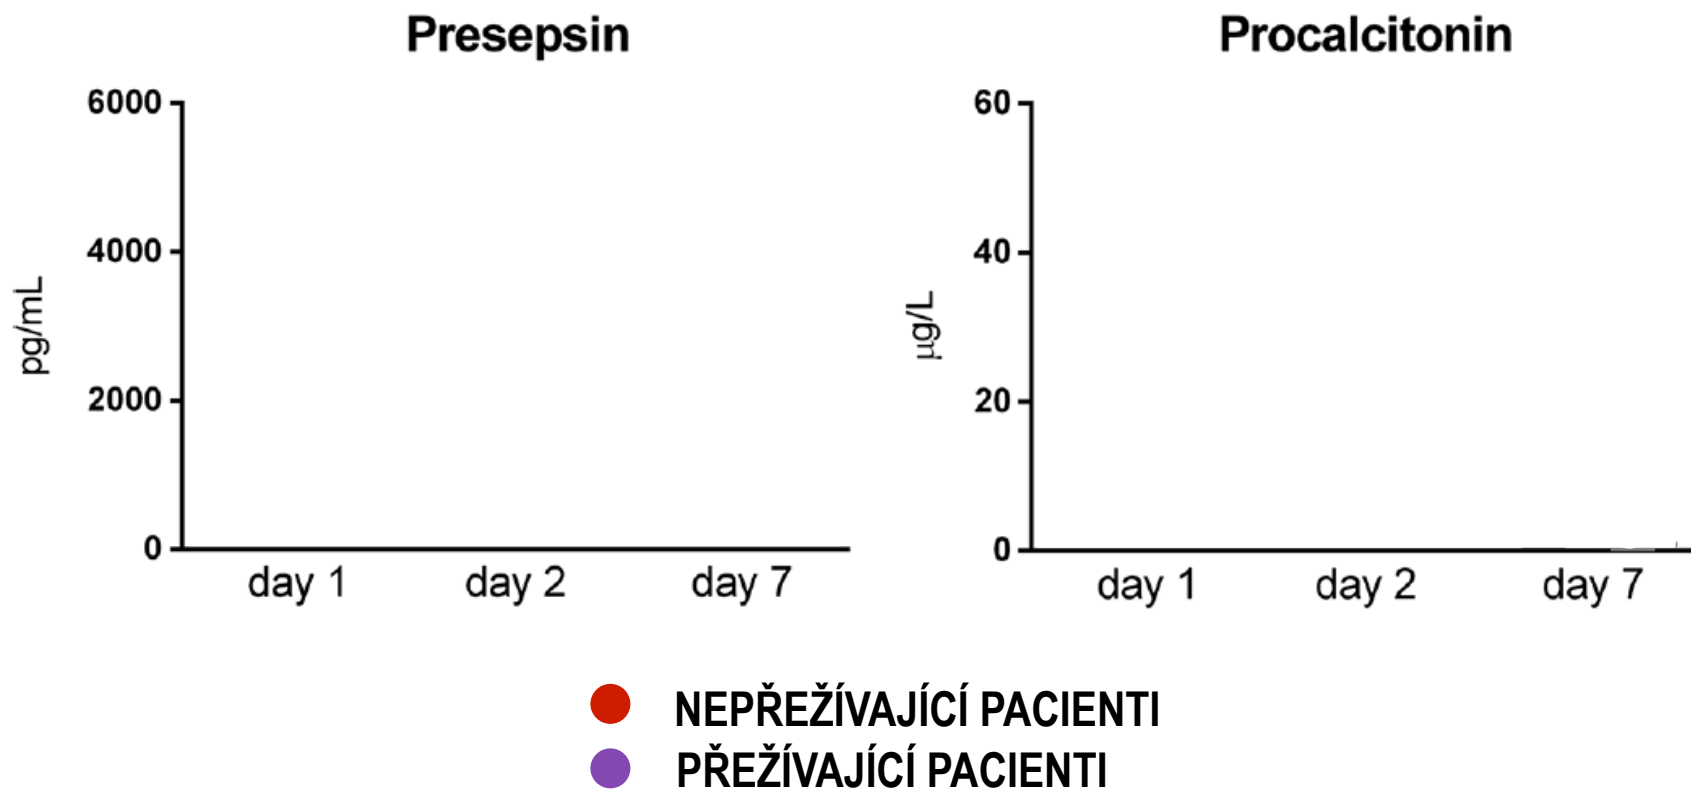 Presepsin
6000
4000
2000
0
pg/mL
day 1 day 2 day 7
Procalcitonin
60
40
20
0
µg/L
day 1 day 2 day 7
NEPŘEŽÍVAJÍCÍ PACIENTI
PŘEŽÍVAJÍCÍ PACIENTI